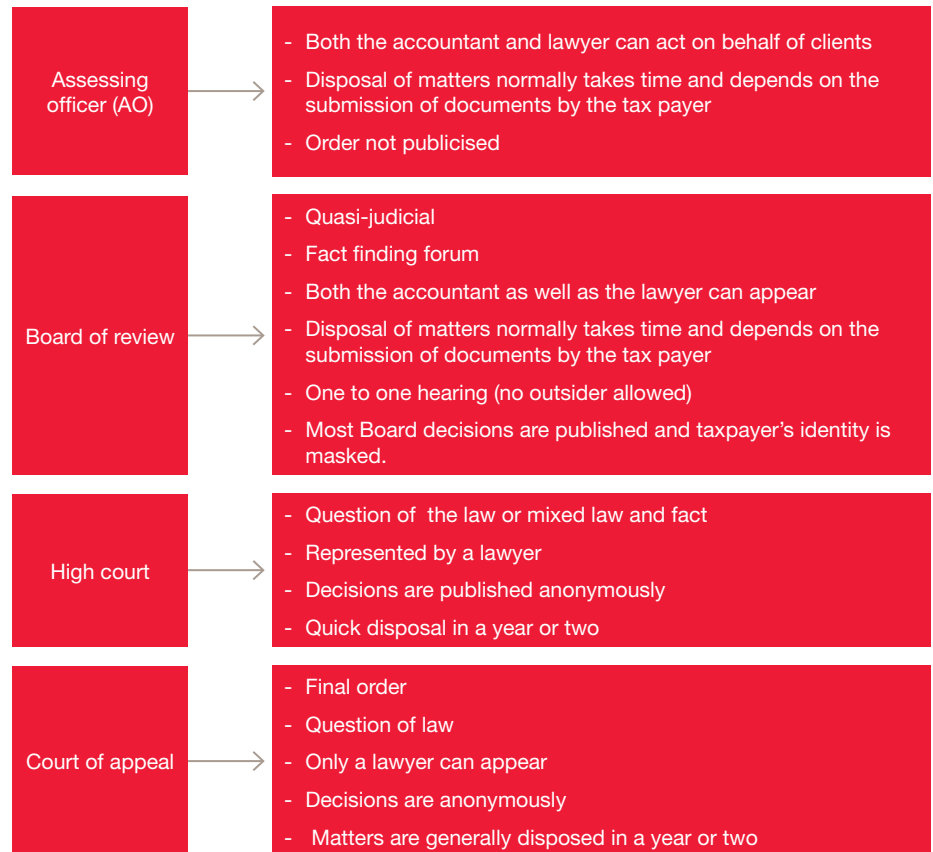 Assessing
officer (AO)
- Both the accountant and lawyer can act on behalf of clients
- Disposal of matters normally takes time and depends on the
submission of documents by the tax payer
- Order not publicised
Board of review
- Quasi-judicial
- Fact finding forum
- Both the accountant as well as the lawyer can appear
- Disposal of matters normally takes time and depends on the
submission of documents by the tax payer
- One to one hearing (no outsider allowed)
- Most Board decisions are published and taxpayer's identity is
masked.
High court
- Question of the law or mixed law and fact
- Represented by a lawyer
- Decisions are published anonymously
- Quick disposal in a year or two
Court of appeal
- Final order
- Question of law
- Only a lawyer can appear
- Decisions are anonymously
- Matters are generally disposed in a year or two